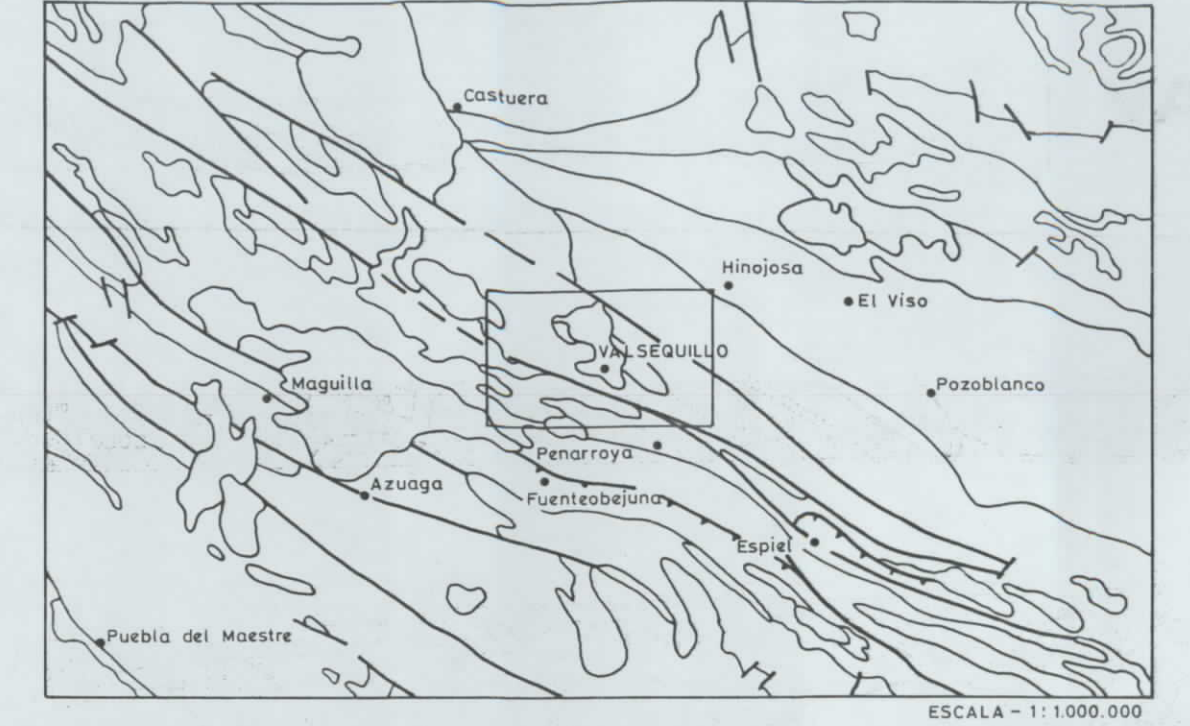 Castuera
Hinojosa
El Viso
VALSEQUILLO
Maguilla
Pozoblanco
Penarroya
Azuaga
Fuenteobejuna
Espiel
Puebla del Maestre
ESCALA - 1:1.000.000